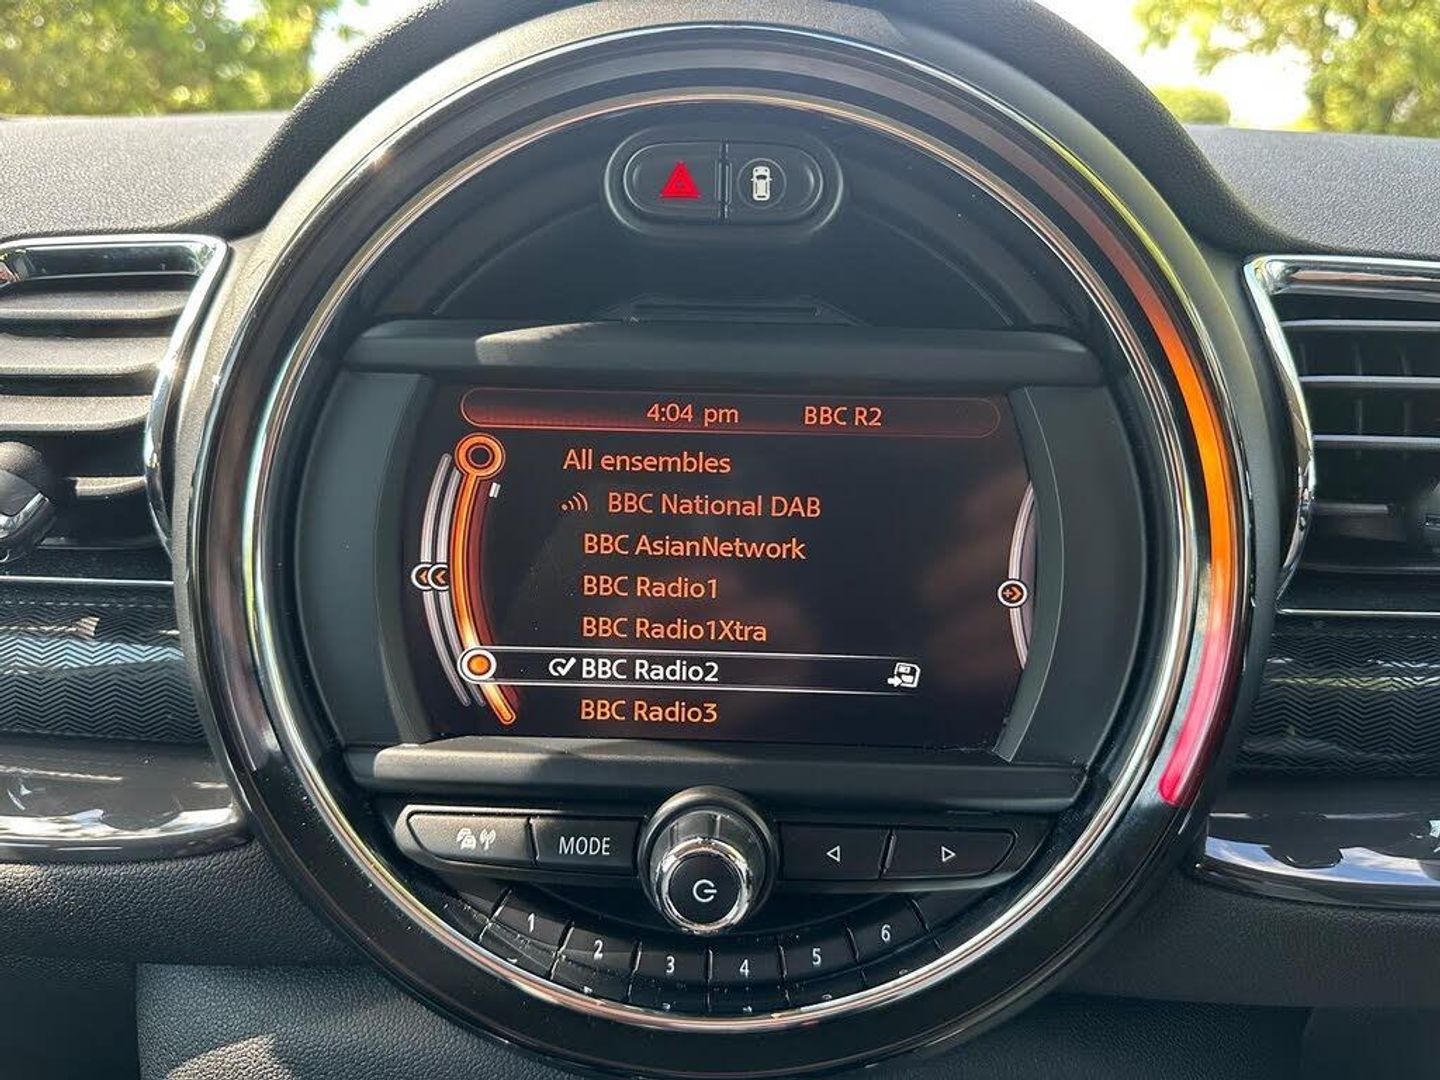 4:04 pm BBC R2
All ensembles
BBC National DAB
BBC AsianNetwork
BBC Radio1
BBC Radio1Xtra
BBC Radio2
BBC Radio3
MODE
1 2 3 4 5 6